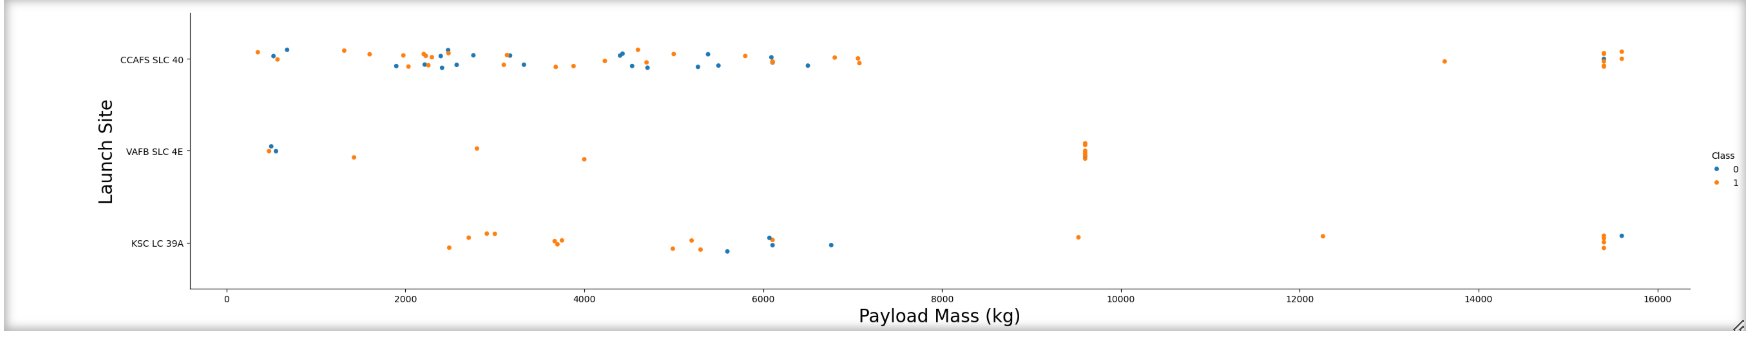 Launch Site
CCAFS SLC 40
VAFB SLC 4E
KSC LC 39A
0 2000 4000 6000 8000 10000 12000 14000 16000
Payload Mass (kg)
Class
0
1